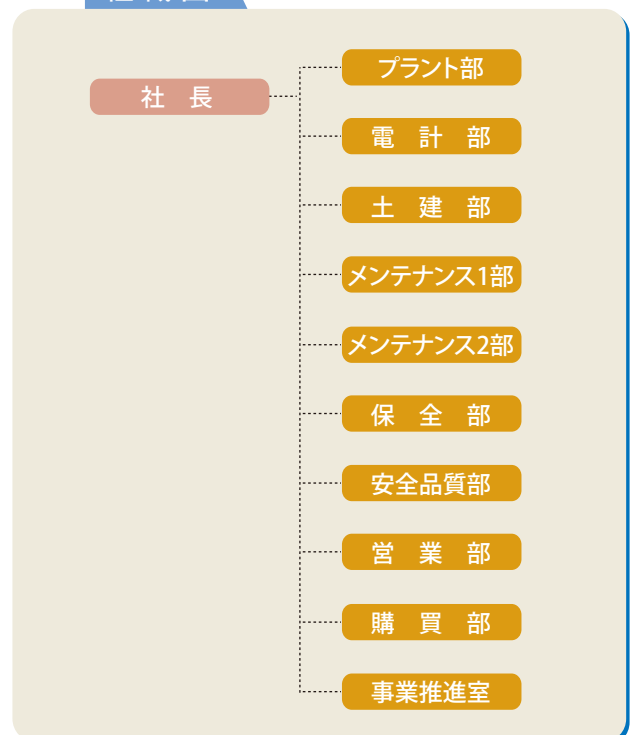 社　長
プラント部
電　計　部
土　建　部
メンテナンス1部
メンテナンス2部
保　全　部
安全品質部
営　業　部
購　買　部
事業推進室